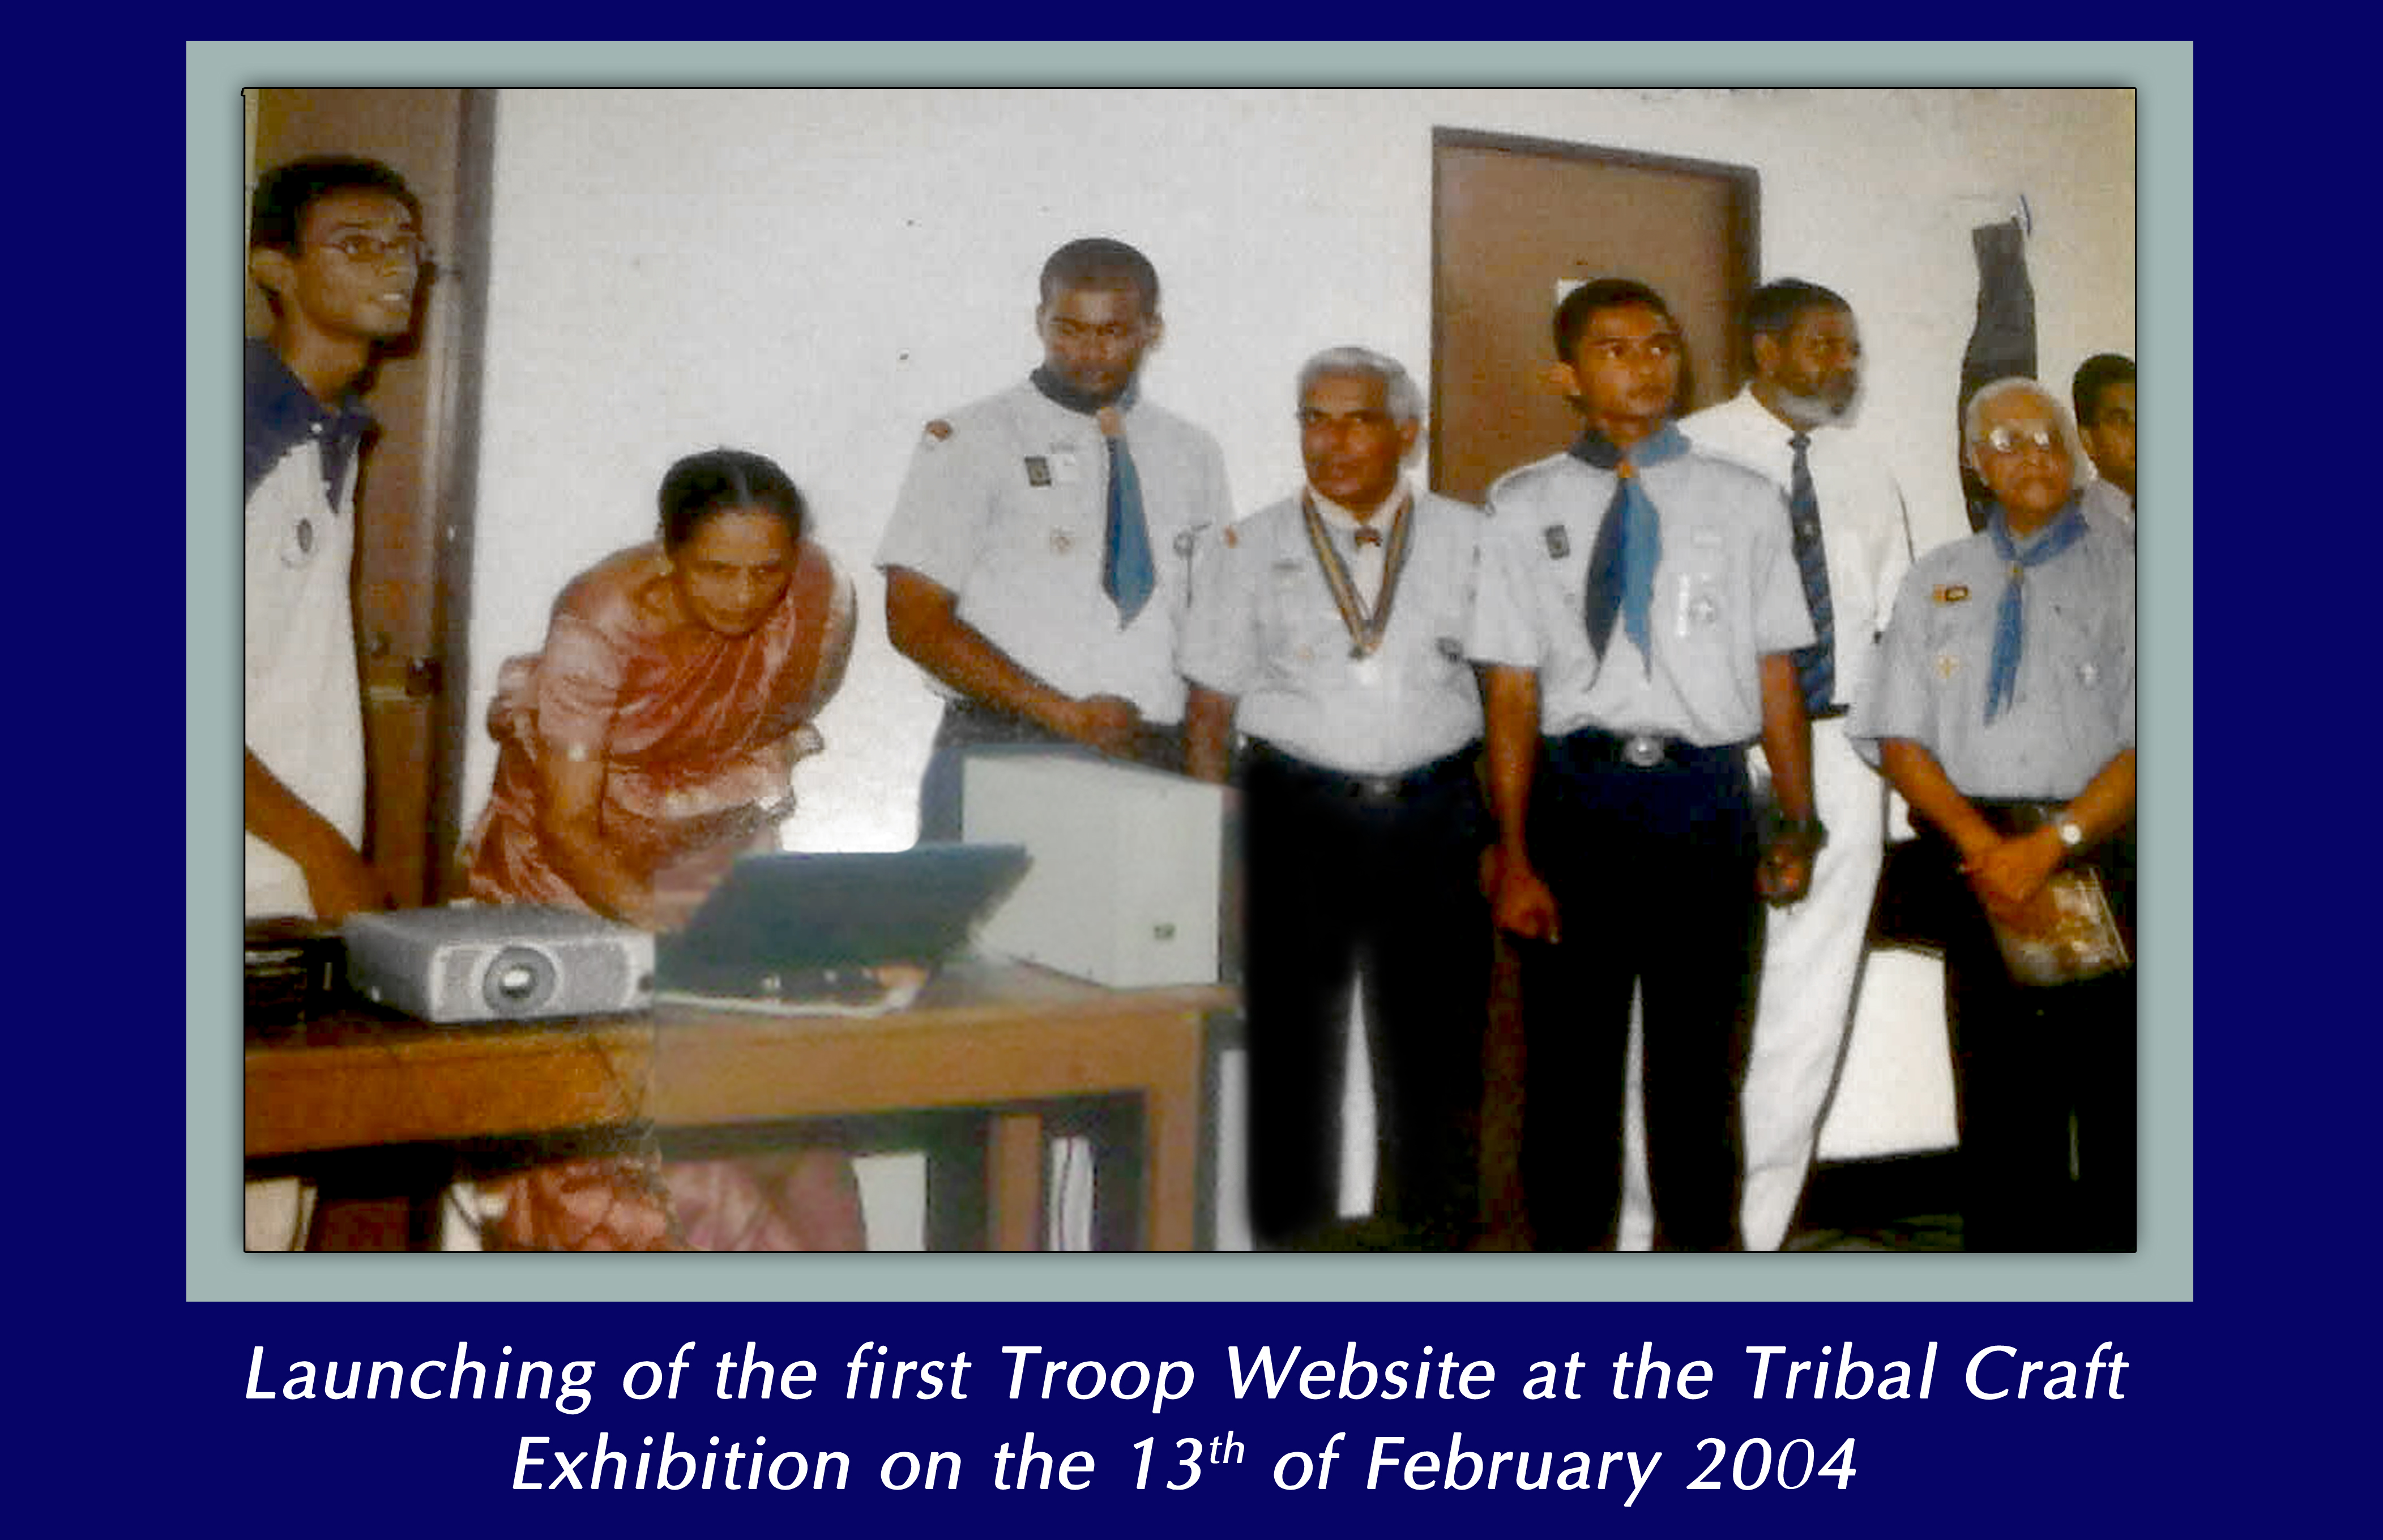 Launching of the first Troop Website at the Tribal Craft
Exhibition on the 13th of February 2004